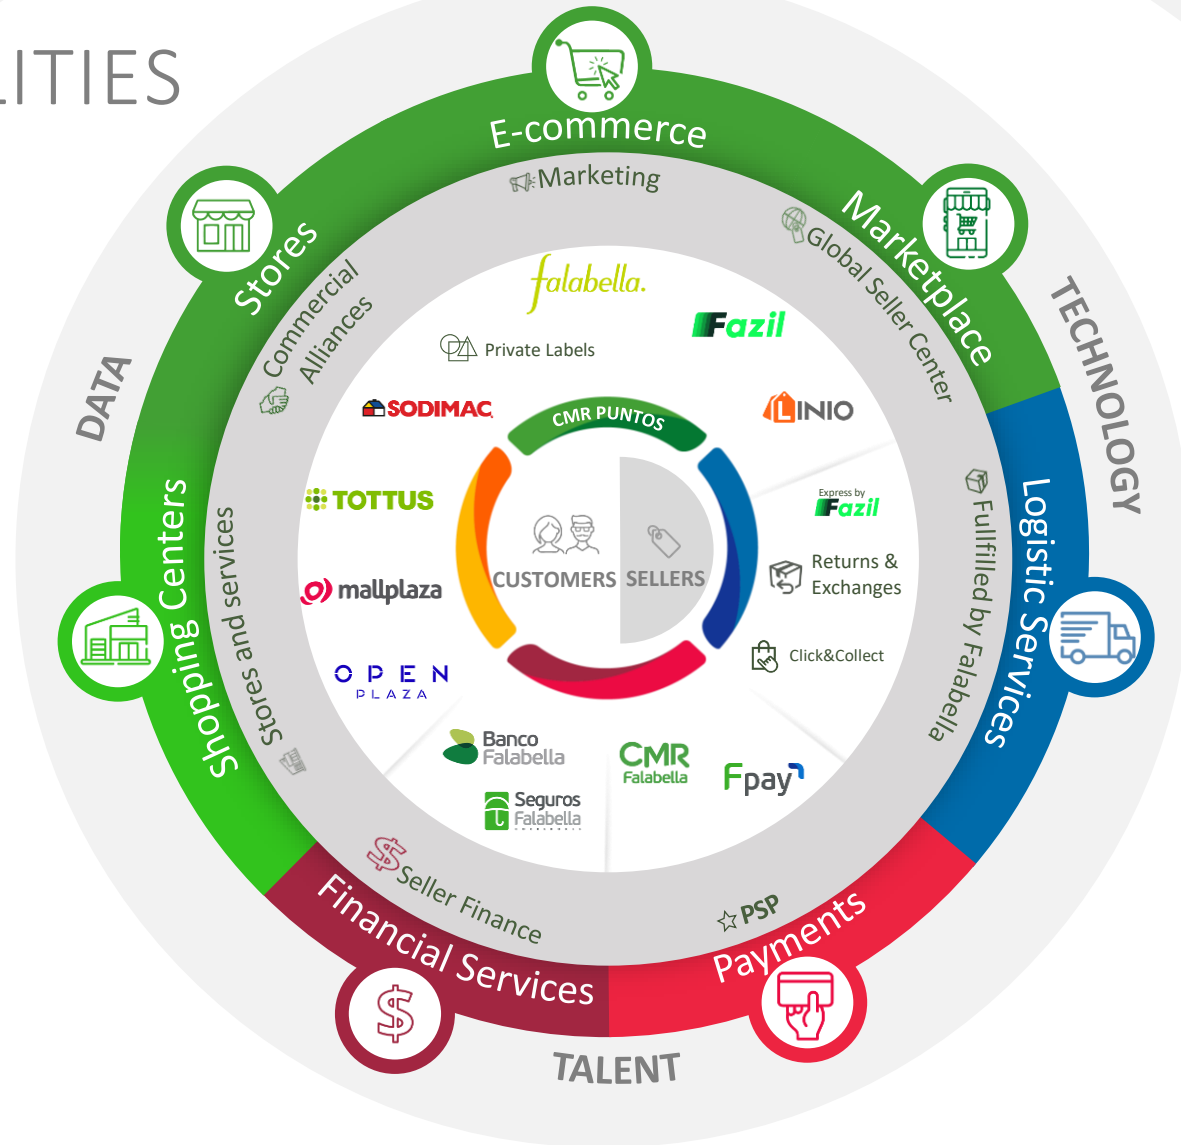 LITIES
E-commerce
Marketing
Stores
Marketplace
Global Seller Center
Commercial
Alliances
falabella.
Fazil
Private Labels
TECHNOLOGY
DATA
SODIMAC
CMR PUNTOS
LINIO
TOTTUS
Express by
Fazil
Logistic Services
Fullfilled by Falabella
Shopping Centers
Stores and services
CUSTOMERS
SELLERS
Returns &
Exchanges
mallplaza
Click&Collect
OPEN
PLAZA
Banco
Falabella
CMR
Falabella
Fpay
Seguros
Falabella
Seller Finance
PSP
Financial Services
Payments
TALENT